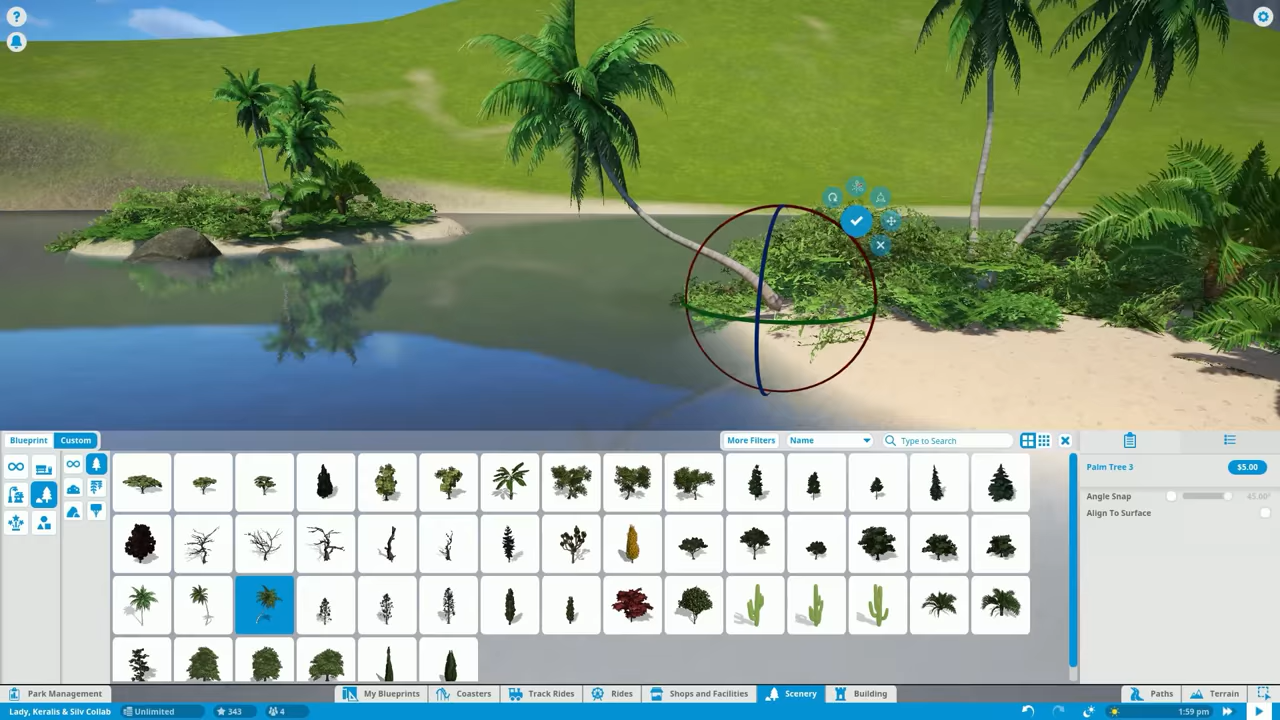 ?
Blueprint
Custom
More Filters
Name
Type to Search
Palm Tree 3
$5.00
Angle Snap
45.00°
Align To Surface
Park Management
My Blueprints
Coasters
Track Rides
Rides
Shops and Facilities
Scenery
Building
Paths
Terrain
Lady, Keralis & Silv Collab
Unlimited
343
4
1:59 pm